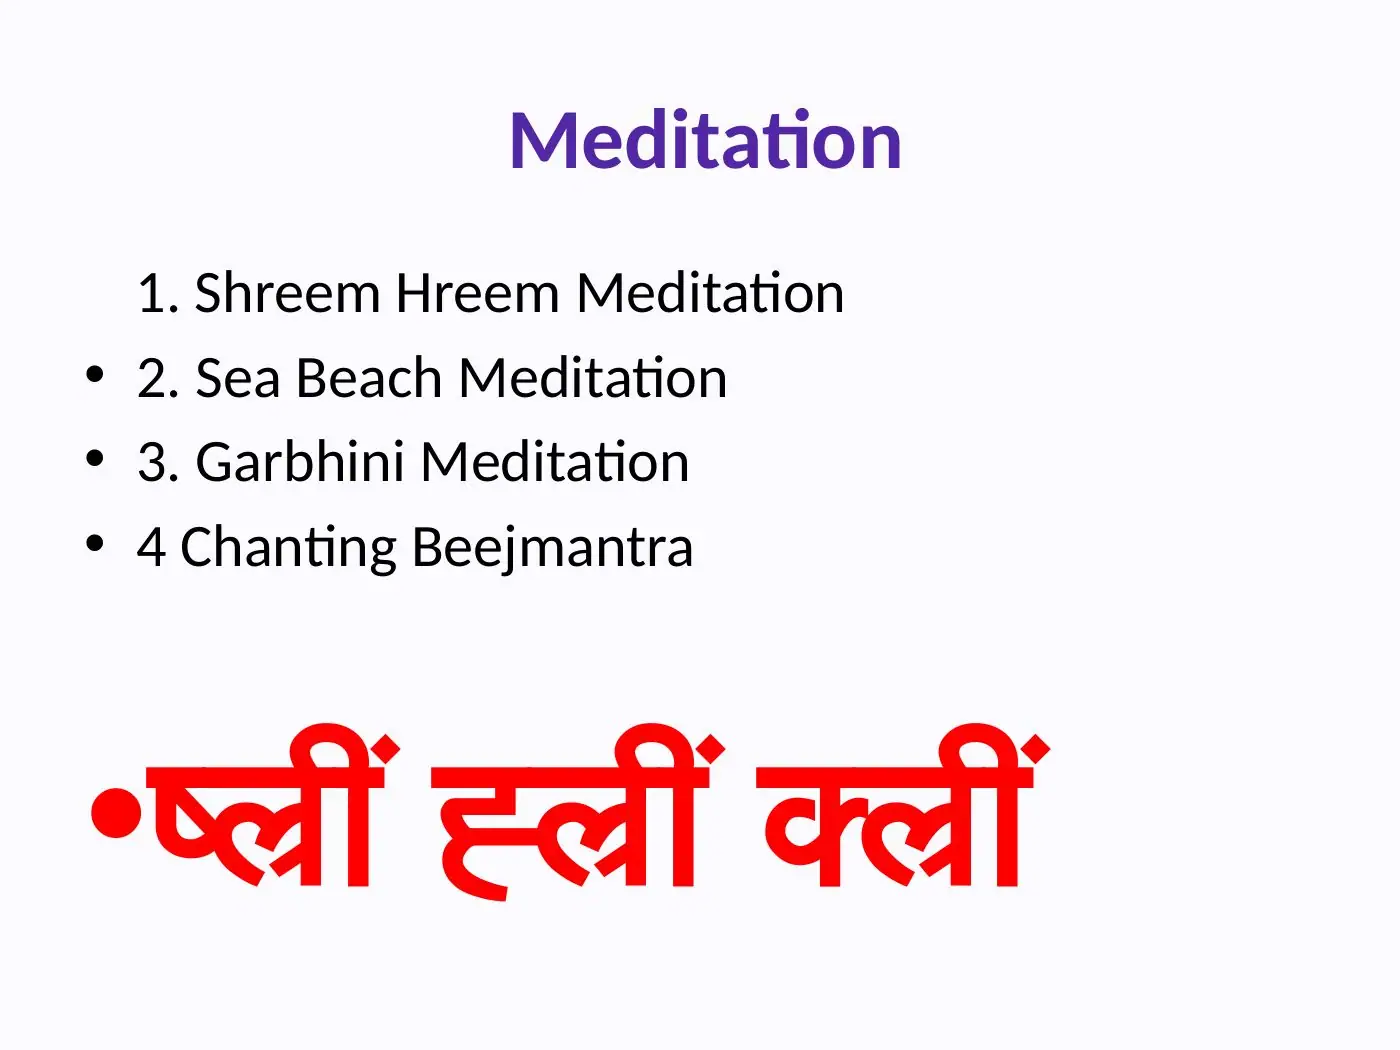 Meditation
1. Shreem Hreem Meditation
• 2. Sea Beach Meditation
• 3. Garbhini Meditation
• 4 Chanting Beejmantra
• ष्ल्रीं ह्ल्रीं क्ल्रीं